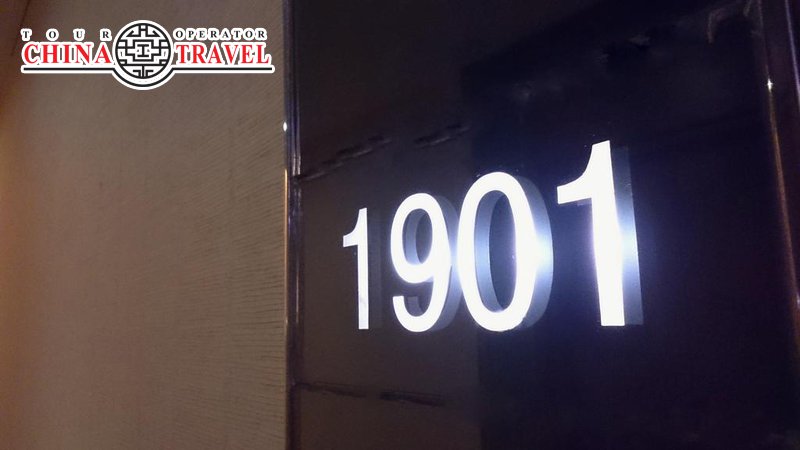 TOUR OPERATOR
CHINA TRAVEL
1901